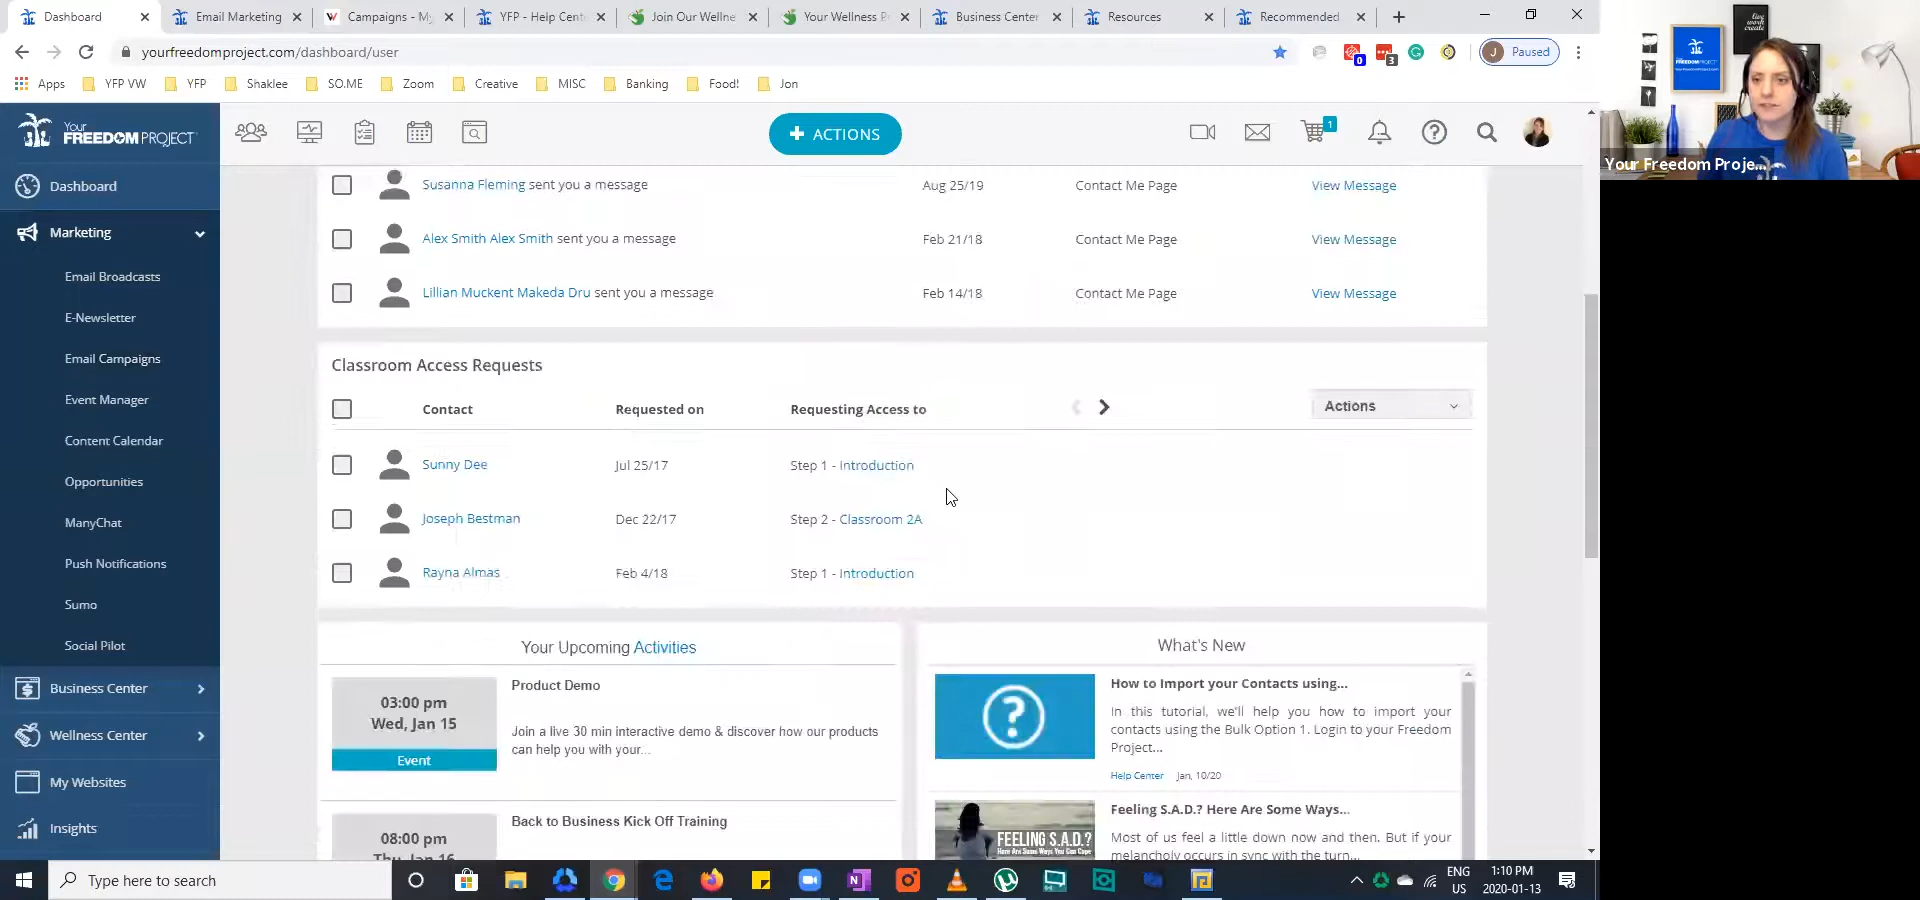 Dashboard
Email Marketing
Campaigns - My
YFP - Help Cent
Join Our Wellne
Your Wellness P
Business Center
Resources
Recommended
yourfreedomproject.com/dashboard/user
0
3
J Paused
Apps
YFP VW
YFP
Shaklee
SO.ME
Zoom
Creative
MISC
Banking
Food!
Jon
Your
FREEDOM PROJECT
+ ACTIONS
1
Dashboard
Marketing
Email Broadcasts
E-Newsletter
Email Campaigns
Event Manager
Content Calendar
Opportunities
ManyChat
Push Notifications
Sumo
Social Pilot
Business Center
Wellness Center
My Websites
Insights
Susanna Fleming sent you a message Aug 25/19 Contact Me Page View Message
Alex Smith Alex Smith sent you a message Feb 21/18 Contact Me Page View Message
Lillian Muckent Makeda Dru sent you a message Feb 14/18 Contact Me Page View Message
Classroom Access Requests
Contact Requested on Requesting Access to Actions
Sunny Dee Jul 25/17 Step 1 - Introduction
Joseph Bestman Dec 22/17 Step 2 - Classroom 2A
Rayna Almas Feb 4/18 Step 1 - Introduction
Your Upcoming Activities
03:00 pm
Wed, Jan 15
Event
Product Demo
Join a live 30 min interactive demo & discover how our products
can help you with your...
08:00 pm
Thu, Jan 16
Back to Business Kick Off Training
What's New
How to Import your Contacts using...
In this tutorial, we'll help you how to import your
contacts using the Bulk Option 1. Login to your Freedom
Project...
Help Center Jan, 10/20
FEELING S.A.D.?
Here Are Some Ways You Can Cope
Feeling S.A.D.? Here Are Some Ways...
Most of us feel a little down now and then. But if your
melancholy occurs in sync with the turn...
Your Freedom Proje...
Type here to search
ENG
US
1:10 PM
2020-01-13